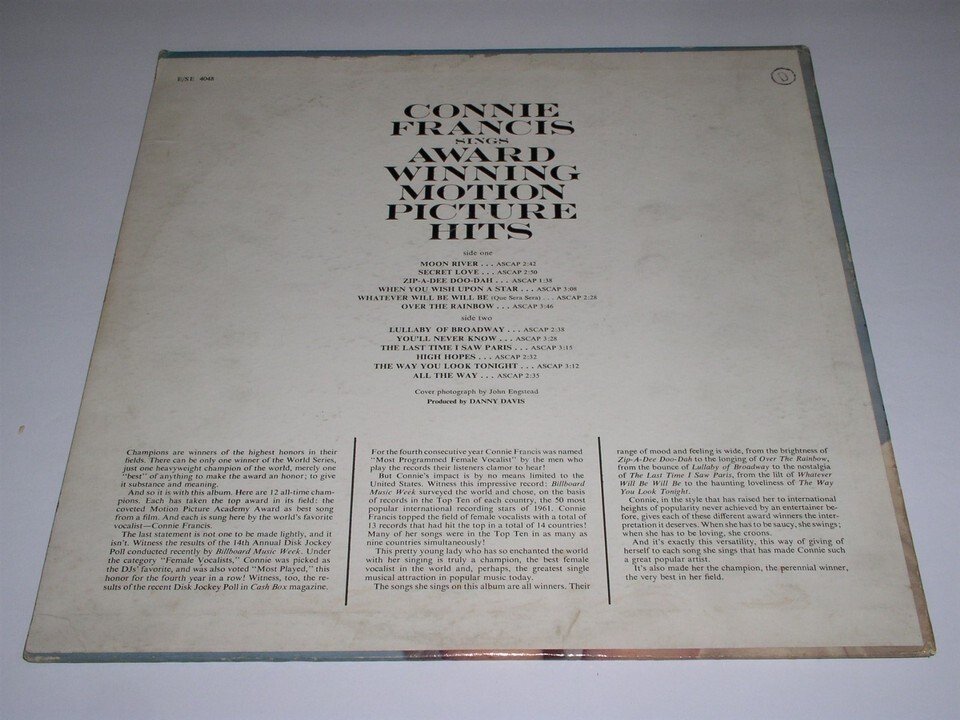 E/SE 4048
D
CONNIE
FRANCIS
SINGS
AWARD
WINNING
MOTION
PICTURE
HITS
side one
MOON RIVER . . . ASCAP 2:42
SECRET LOVE . . . ASCAP 2:50
ZIP-A-DEE DOO-DAH . . . ASCAP 1:38
WHEN YOU WISH UPON A STAR . . . ASCAP 3:08
WHATEVER WILL BE WILL BE (Que Sera Sera) . . . ASCAP 2:28
OVER THE RAINBOW . . . ASCAP 3:46
side two
LULLABY OF BROADWAY . . . ASCAP 2:38
YOU'LL NEVER KNOW . . . ASCAP 3:28
THE LAST TIME I SAW PARIS . . . ASCAP 3:15
HIGH HOPES . . . ASCAP 2:32
THE WAY YOU LOOK TONIGHT . . . ASCAP 3:12
ALL THE WAY . . . ASCAP 2:35
Cover photograph by John Engstead
Produced by DANNY DAVIS
Champions are winners of the highest honors in their
fields. There can be only one winner of the World Series,
just one heavyweight champion of the world, merely one
"best" of anything to make the award an honor; to give
it substance and meaning.
And so it is with this album. Here are 12 all-time cham-
pions. Each has taken the top award in its field: the
coveted Motion Picture Academy Award as best song
from a film. And each is sung here by the world's favorite
vocalist—Connie Francis.
The last statement is not one to be made lightly, and it
isn't. Witness the results of the 14th Annual Disk Jockey
Poll conducted recently by Billboard Music Week. Under
the category "Female Vocalists," Connie was picked as
the DJs' favorite, and was also voted "Most Played," this
honor for the fourth year in a row! Witness, too, the re-
sults of the recent Disk Jockey Poll in Cash Box magazine.
For the fourth consecutive year Connie Francis was named
"Most Programmed Female Vocalist" by the men who
play the records their listeners clamor to hear!
But Connie's impact is by no means limited to the
United States. Witness this impressive record: Billboard
Music Week surveyed the world and chose, on the basis
of records in the Top Ten of each country, the 50 most
popular international recording stars of 1961. Connie
Francis topped the field of female vocalists with a total of
13 records that had hit the top in a total of 14 countries!
Many of her songs were in the Top Ten in as many as
nine countries simultaneously!
This pretty young lady who has so enchanted the world
with her singing is truly a champion, the best female
vocalist in the world and, perhaps, the greatest single
musical attraction in popular music today.
The songs she sings on this album are all winners. Their
range of mood and feeling is wide, from the brightness of
Zip-A-Dee Doo-Dah to the longing of Over The Rainbow,
from the bounce of Lullaby of Broadway to the nostalgia
of The Last Time I Saw Paris, from the lilt of Whatever
Will Be Will Be to the haunting loveliness of The Way
You Look Tonight.
Connie, in the style that has raised her to international
heights of popularity never achieved by an entertainer be-
fore, gives each of these different award winners the inter-
pretation it deserves. When she has to be saucy, she swings;
when she has to be loving, she croons.
And it's exactly this versatility, this way of giving of
herself to each song she sings that has made Connie such
a great popular artist.
It's also made her the champion, the perennial winner,
the very best in her field.